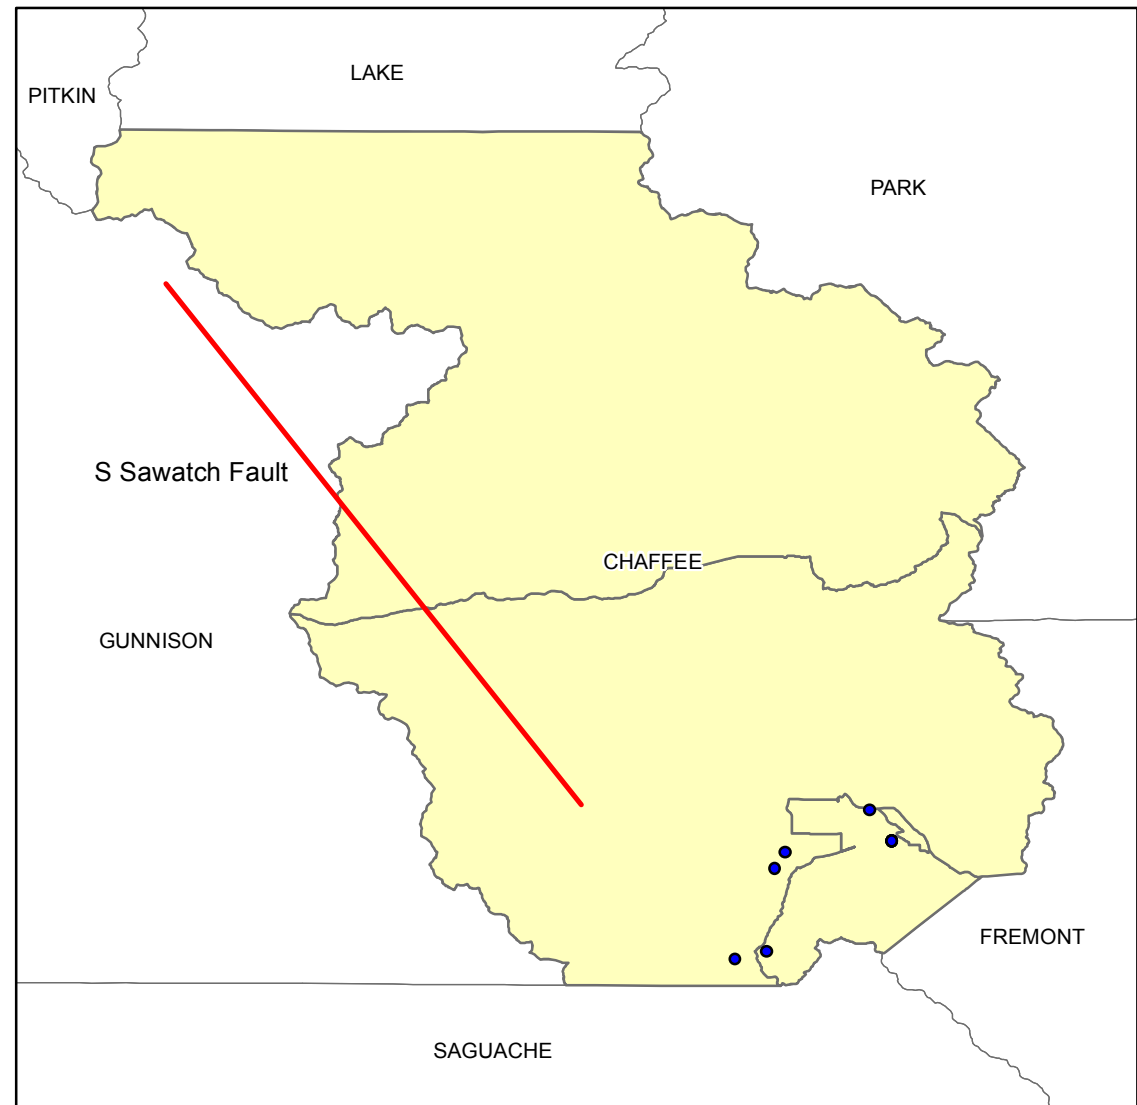 LAKE
PITKIN
PARK
S Sawatch Fault
CHAFFEE
GUNNISON
FREMONT
SAGUACHE